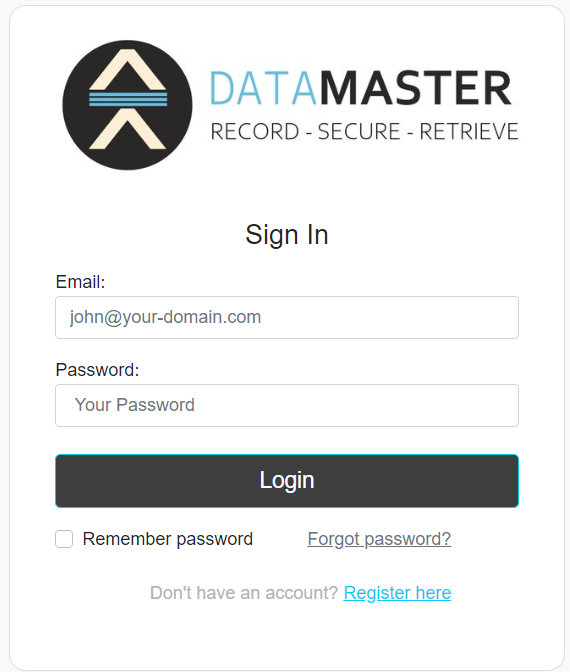 DATAMASTER
RECORD - SECURE - RETRIEVE
Sign In
Email:
john@your-domain.com
Password:
Your Password
Login
Remember password Forgot password?
Don't have an account? Register here